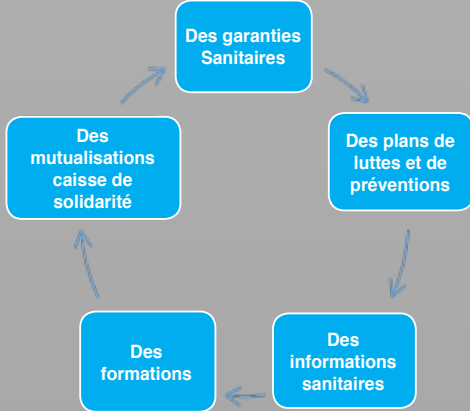 Des garanties
Sanitaires
Des plans de
luttes et de
préventions
Des
informations
sanitaires
Des
formations
Des
mutualisations
caisse de
solidarité